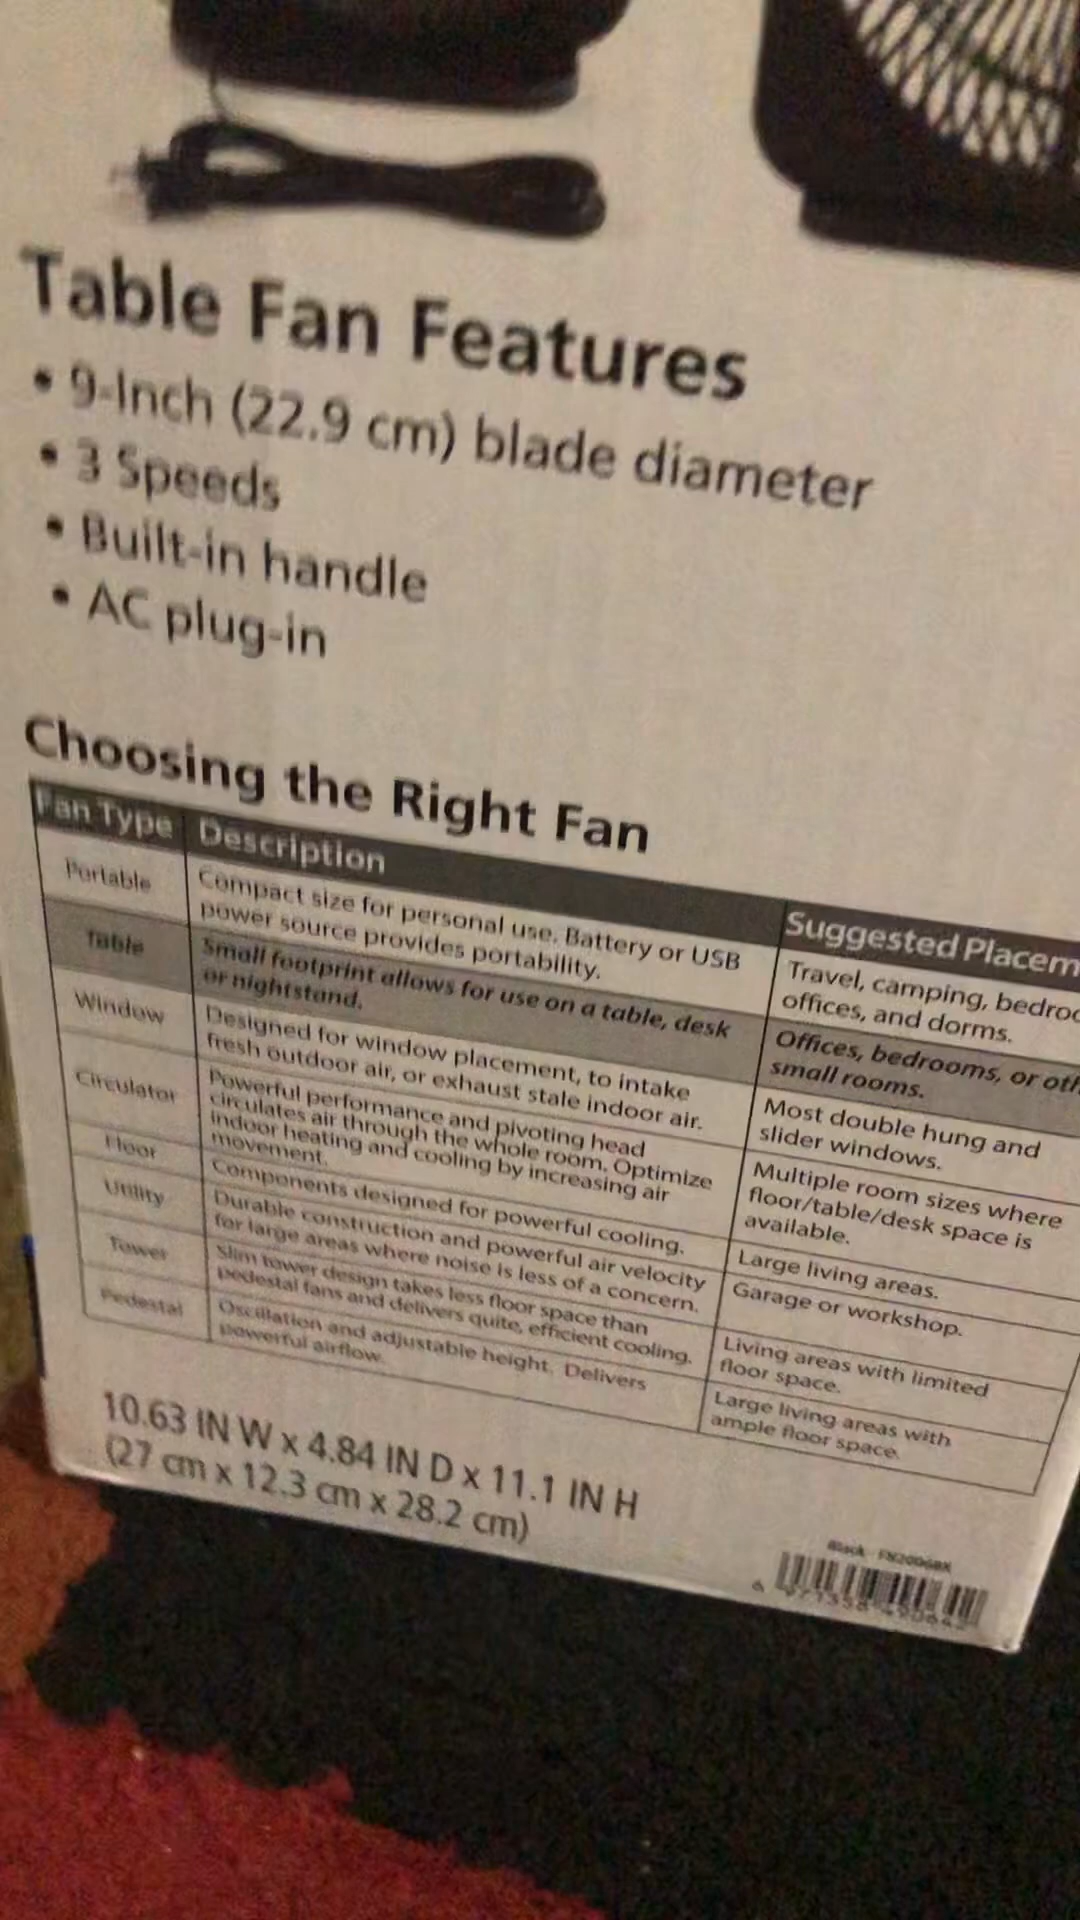 Table Fan Features
• 9-Inch (22.9 cm) blade diameter
• 3 Speeds
• Built-in handle
• AC plug-in
Choosing the Right Fan
Fan Type Description Suggested Placem
Portable
Compact size for personal use. Battery or USB
power source provides portability.
Travel, camping, bedroo
offices, and dorms.
Table
Small footprint allows for use on a table, desk
or nightstand.
Offices, bedrooms, or oth
small rooms.
Window
Designed for window placement, to intake
fresh outdoor air, or exhaust stale indoor air.
Most double hung and
slider windows.
Circulator
Powerful performance and pivoting head
circulates air through the whole room. Optimize
indoor heating and cooling by increasing air
movement.
Multiple room sizes where
floor/table/desk space is
available.
Floor
Components designed for powerful cooling.
Large living areas.
Utility
Durable construction and powerful air velocity
for large areas where noise is less of a concern.
Garage or workshop.
Tower
Slim tower design takes less floor space than
pedestal fans and delivers quite, efficient cooling.
Living areas with limited
floor space.
Pedestal
Oscillation and adjustable height. Delivers
powerful airflow.
Large living areas with
ample floor space.
10.63 IN W x 4.84 IN D x 11.1 IN H
(27 cm x 12.3 cm x 28.2 cm)
Black